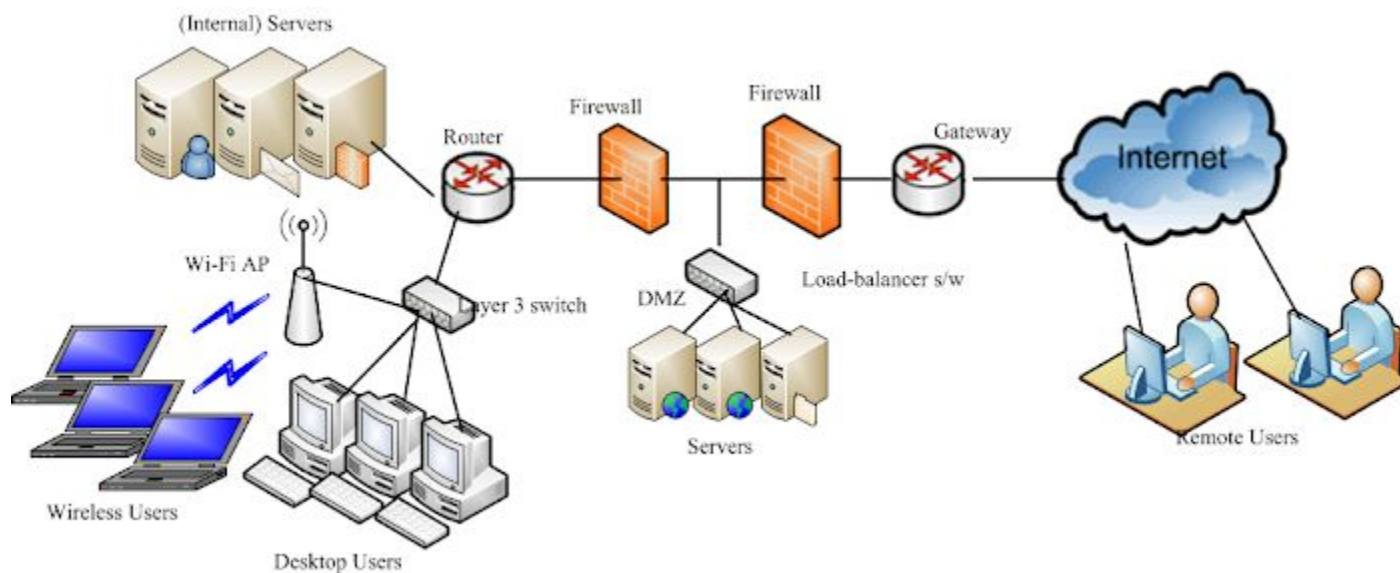 (Internal) Servers
Firewall
Firewall
Router
Gateway
Internet
Wi-Fi AP
Layer 3 switch
DMZ
Load-balancer s/w
Servers
Remote Users
Wireless Users
Desktop Users